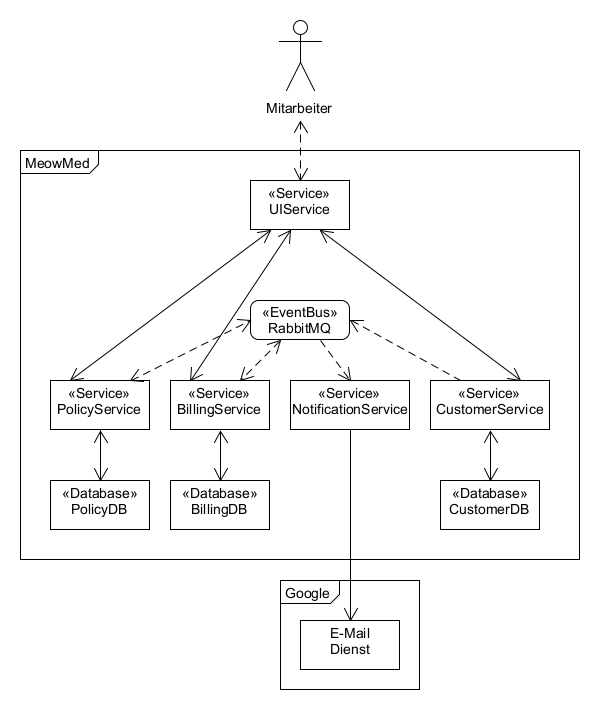 Mitarbeiter
MeowMed
«Service»
UIService
«EventBus»
RabbitMQ
«Service»
PolicyService
«Service»
BillingService
«Service»
NotificationService
«Service»
CustomerService
«Database»
PolicyDB
«Database»
BillingDB
«Database»
CustomerDB
Google
E-Mail
Dienst